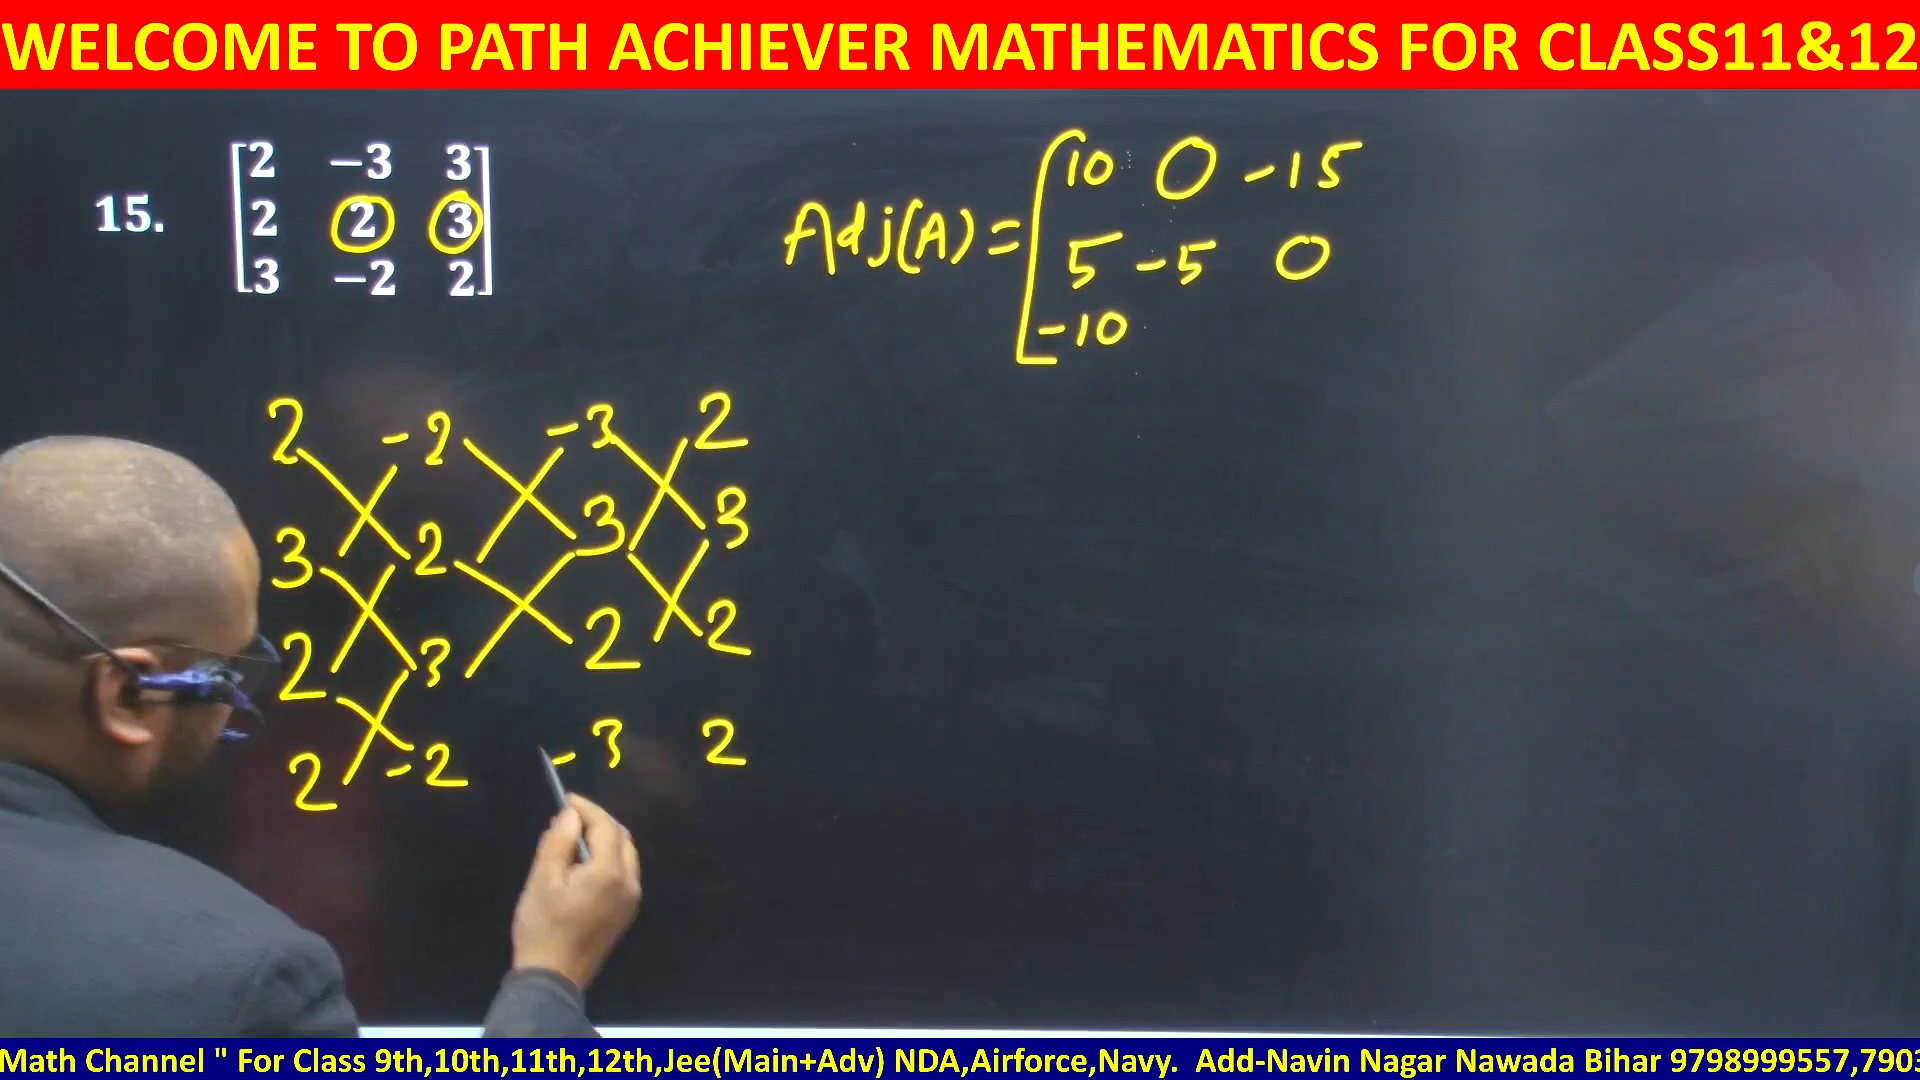 WELCOME TO PATH ACHIEVER MATHEMATICS FOR CLASS11&12
15.
2 −3 3
2 2 3
3 −2 2
Adj(A) =
10 0 -15
5 -5 0
-10
2 -2 -3 2
3 2 3 3
2 3 2 2
2 -2 -3 2
Math Channel " For Class 9th,10th,11th,12th,Jee(Main+Adv) NDA,Airforce,Navy. Add-Navin Nagar Nawada Bihar 9798999557,7903